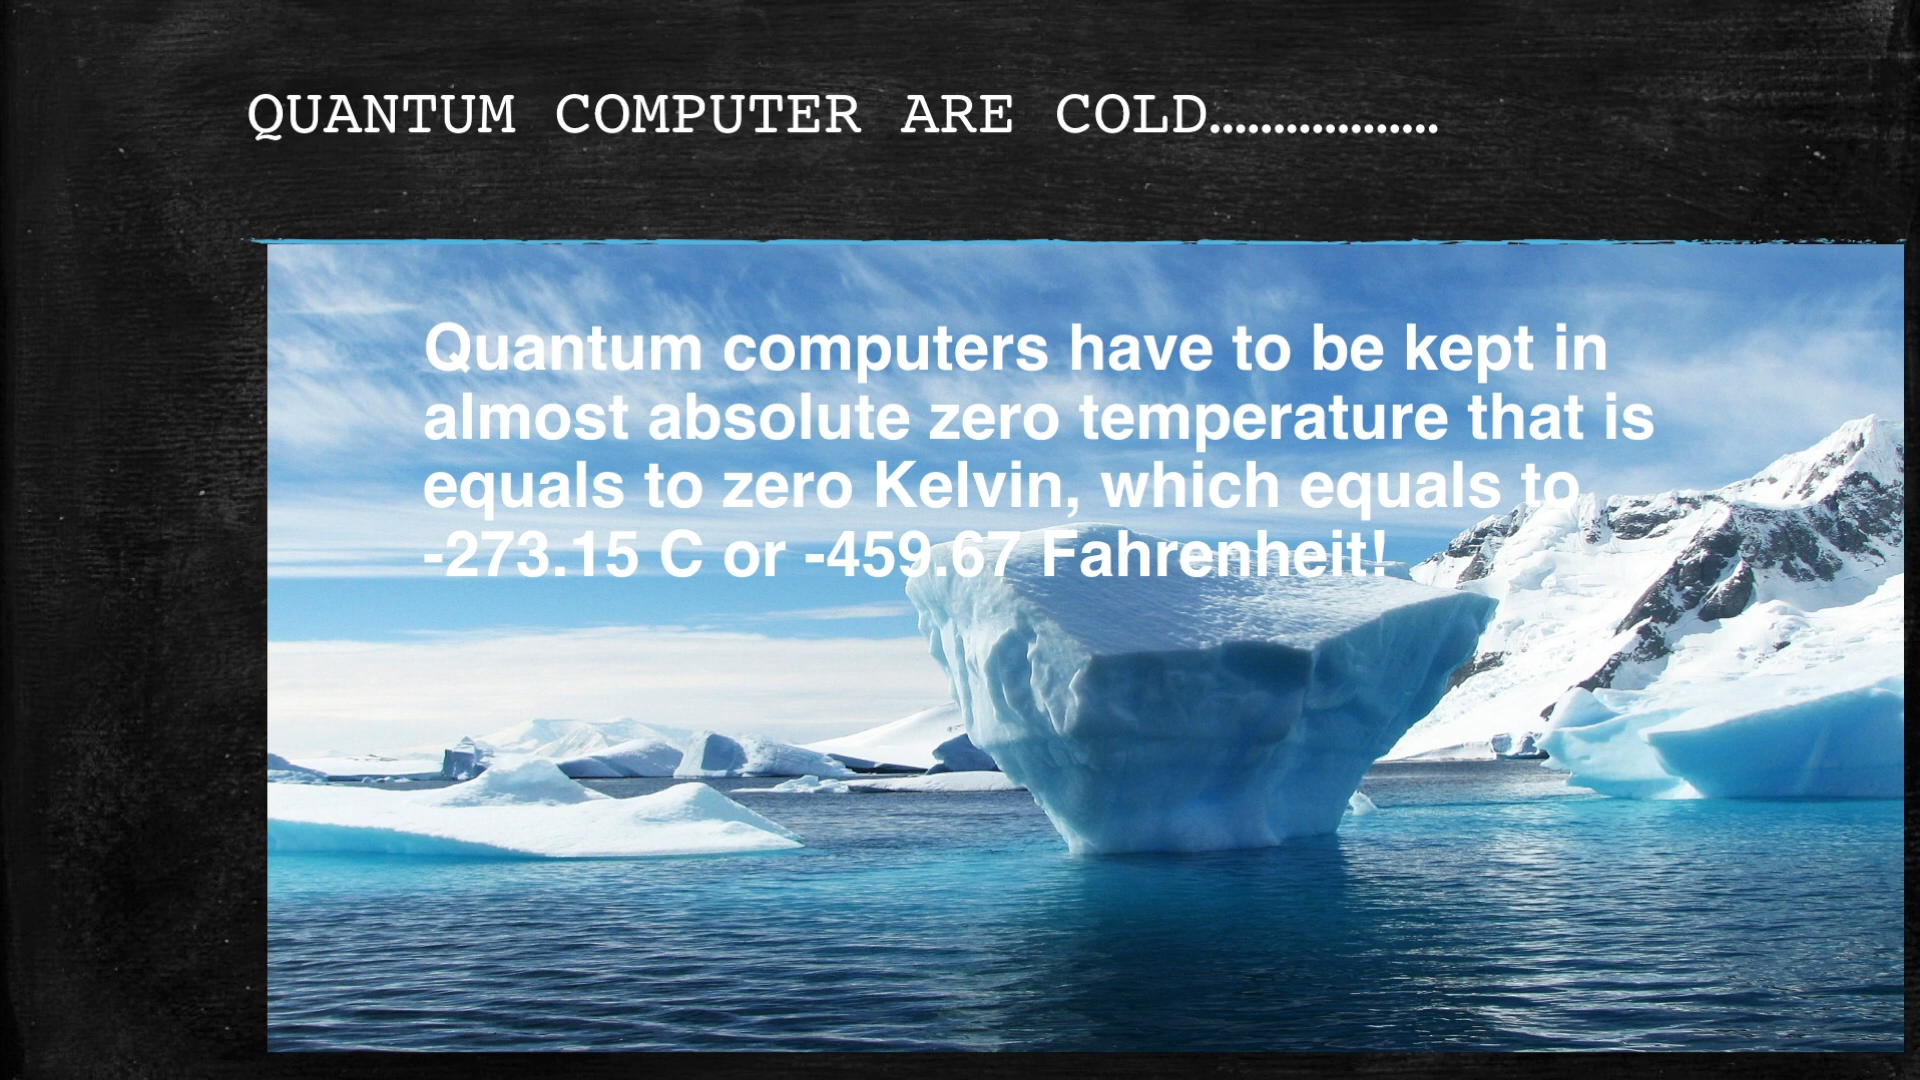 QUANTUM COMPUTER ARE COLD..................
Quantum computers have to be kept in
almost absolute zero temperature that is
equals to zero Kelvin, which equals to
-273.15 C or -459.67 Fahrenheit!